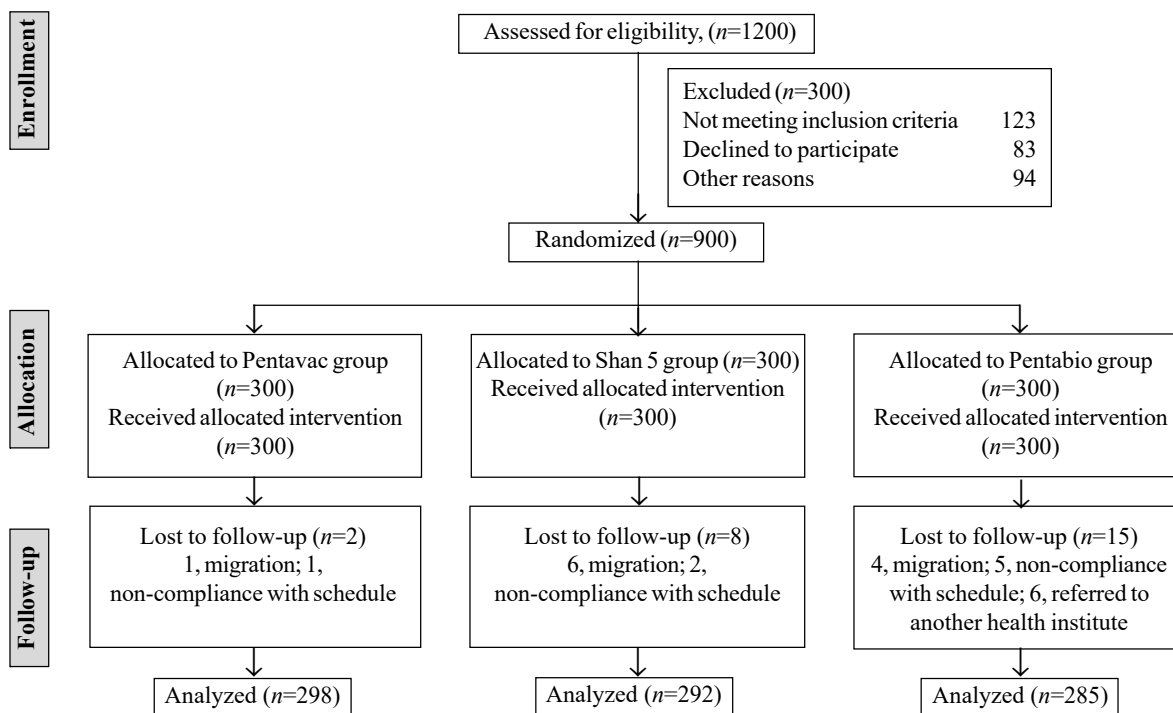 Enrollment
Assessed for eligibility, (n=1200)
Excluded (n=300)
Not meeting inclusion criteria 123
Declined to participate 83
Other reasons 94
Randomized (n=900)
Allocation
Allocated to Pentavac group
(n=300)
Received allocated intervention
(n=300)
Allocated to Shan 5 group (n=300)
Received allocated intervention
(n=300)
Allocated to Pentabio group
(n=300)
Received allocated intervention
(n=300)
Follow-up
Lost to follow-up (n=2)
1, migration; 1,
non-compliance with schedule
Lost to follow-up (n=8)
6, migration; 2,
non-compliance with schedule
Lost to follow-up (n=15)
4, migration; 5, non-compliance
with schedule; 6, referred to
another health institute
Analyzed (n=298)
Analyzed (n=292)
Analyzed (n=285)